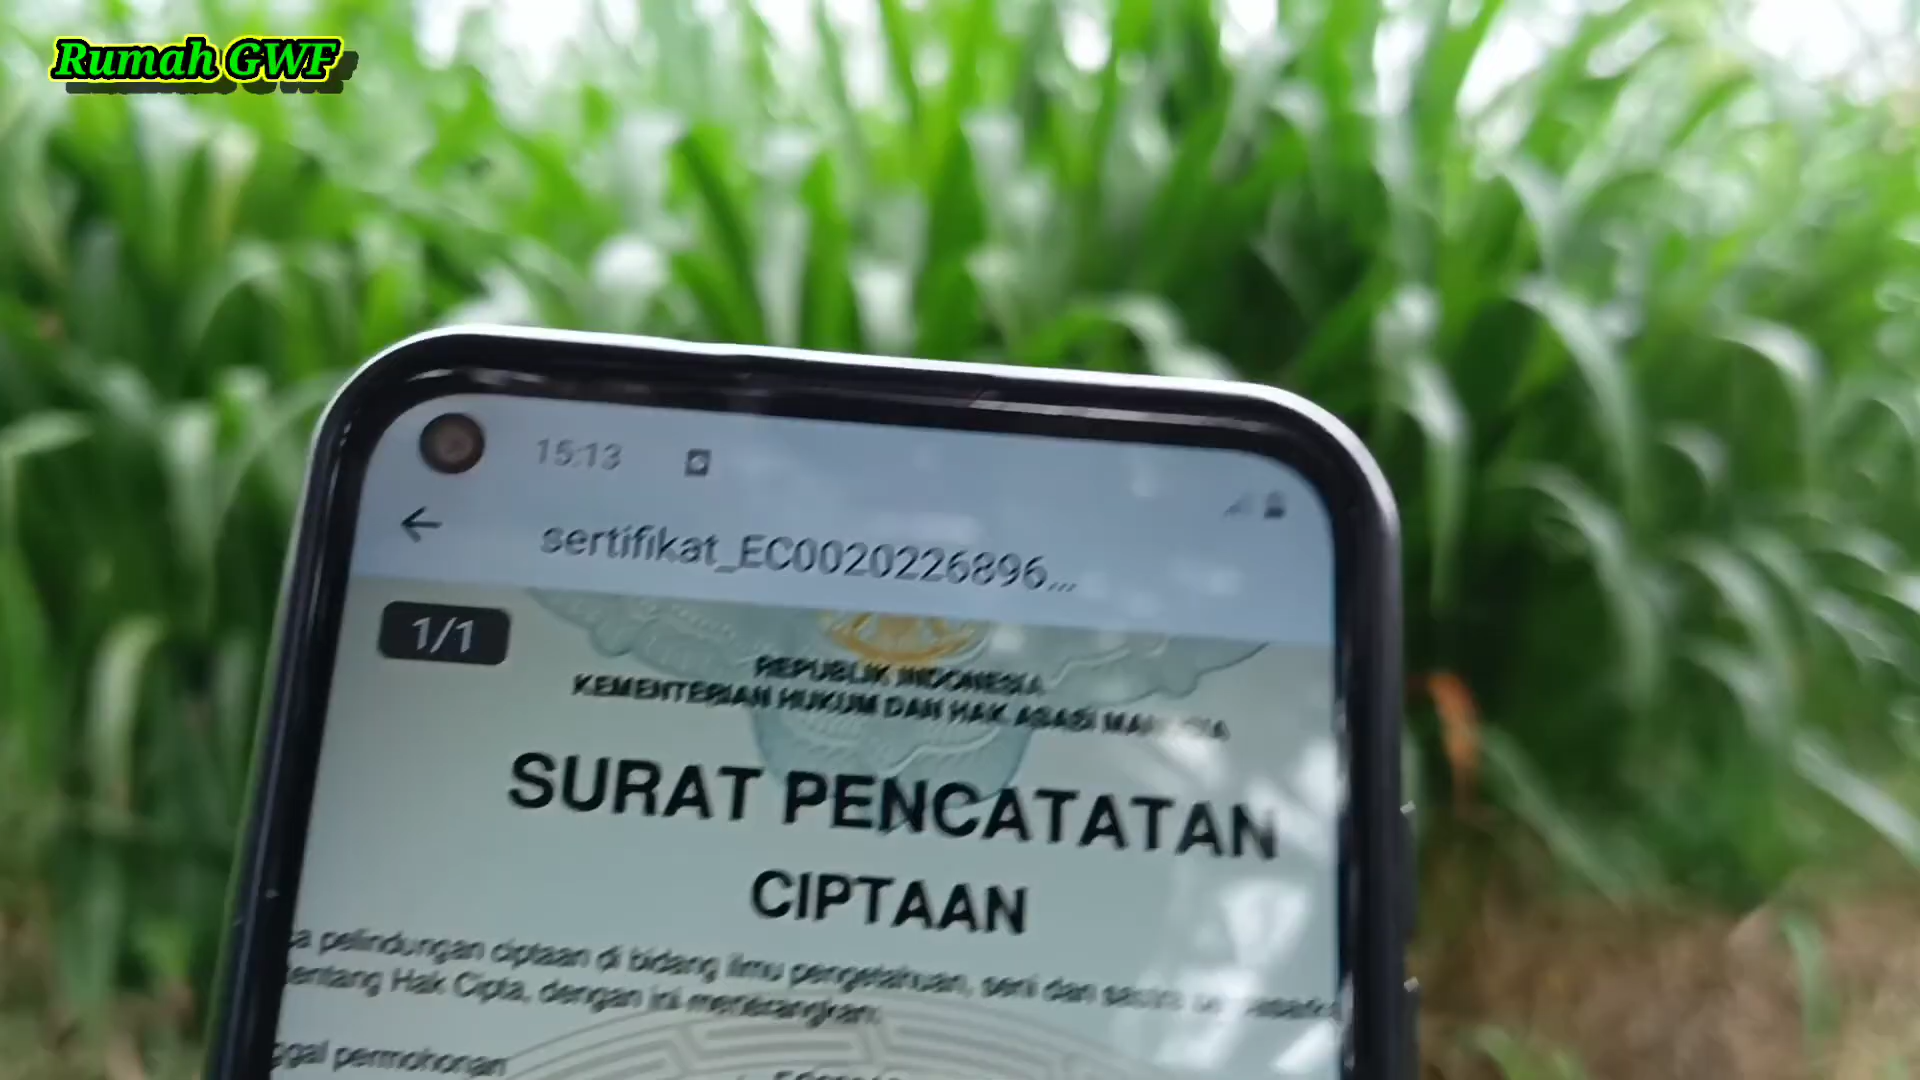 Rumah GWF
15:13
sertifikat_EC0020226896...
1/1
REPUBLIK INDONESIA
KEMENTERIAN HUKUM DAN HAK ASASI
SURAT PENCATATAN
CIPTAAN
pelindungan ciptaan di bidang ilmu pengetahuan, seni dan sastra
tentang Hak Cipta, dengan ini menerangkan:
permohonan